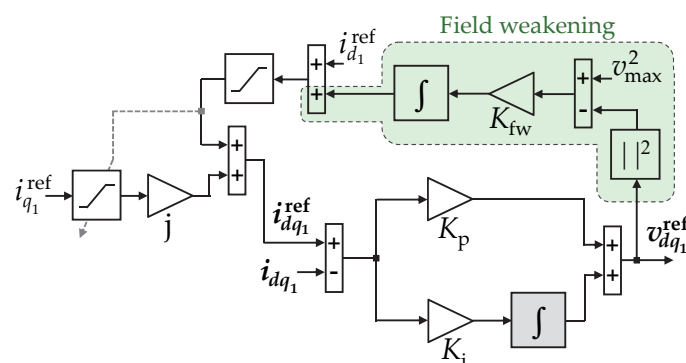 Field weakening
i_{d_1}^{ref}
+
+
∫
K_{fw}
+
-
v_{max}^2
| |^2
i_{q_1}^{ref}
j
+
+
i_{dq_1}^{ref}
i_{dq_1}
+
-
K_p
K_i
∫
+
+
v_{dq_1}^{ref}